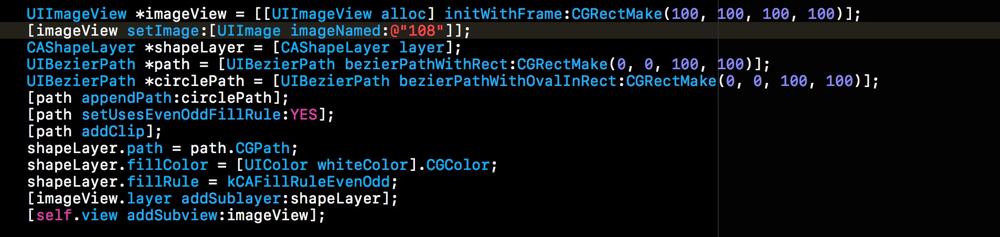 UIImageView *imageView = [[UIImageView alloc] initWithFrame:CGRectMake(100, 100, 100, 100)];
[imageView setImage:[UIImage imageNamed:@"108"]];
CAShapeLayer *shapeLayer = [CAShapeLayer layer];
UIBezierPath *path = [UIBezierPath bezierPathWithRect:CGRectMake(0, 0, 100, 100)];
UIBezierPath *circlePath = [UIBezierPath bezierPathWithOvalInRect:CGRectMake(0, 0, 100, 100)];
[path appendPath:circlePath];
[path setUsesEvenOddFillRule:YES];
[path addClip];
shapeLayer.path = path.CGPath;
shapeLayer.fillColor = [UIColor whiteColor].CGColor;
shapeLayer.fillRule = kCAFillRuleEvenOdd;
[imageView.layer addSublayer:shapeLayer];
[self.view addSubview:imageView];